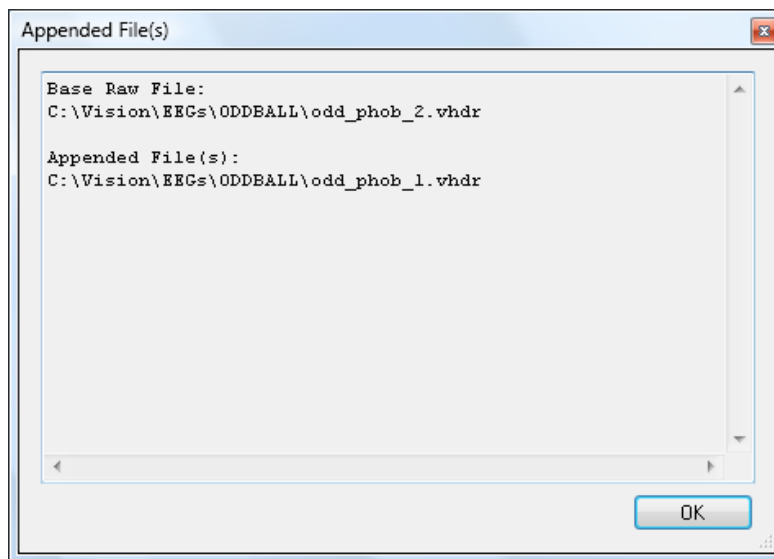 Appended File(s)
Base Raw File:
C:\Vision\EEGs\ODDBALL\odd_phob_2.vhdr
Appended File(s):
C:\Vision\EEGs\ODDBALL\odd_phob_1.vhdr
OK